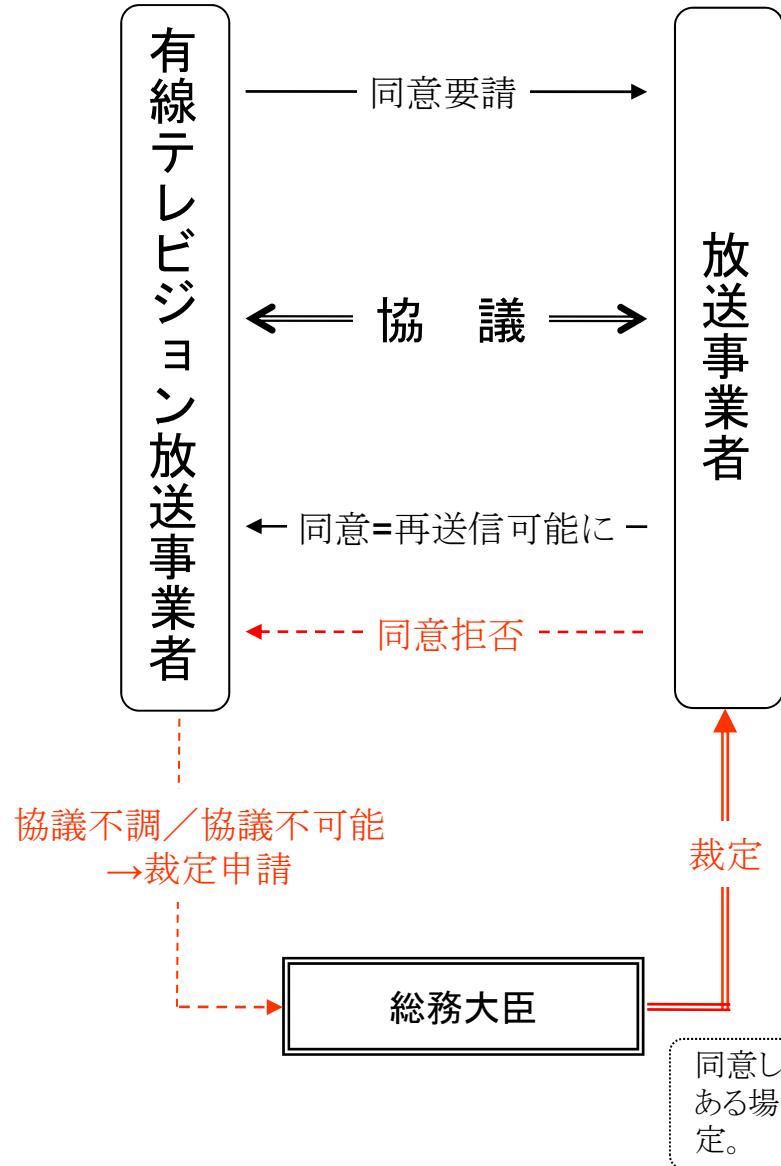 有線テレビジョン放送事業者
同意要請
放送事業者
協　議
同意=再送信可能に
同意拒否
協議不調／協議不可能
→裁定申請
裁定
総務大臣
同意し
ある場
定。